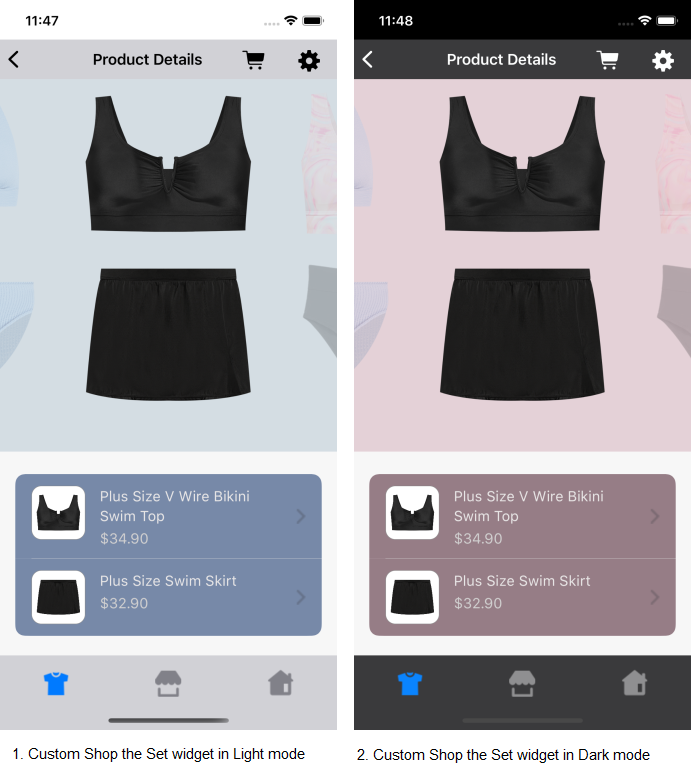 11:47
Product Details
Plus Size V Wire Bikini
Swim Top
$34.90
Plus Size Swim Skirt
$32.90
1. Custom Shop the Set widget in Light mode
11:48
Product Details
Plus Size V Wire Bikini
Swim Top
$34.90
Plus Size Swim Skirt
$32.90
2. Custom Shop the Set widget in Dark mode